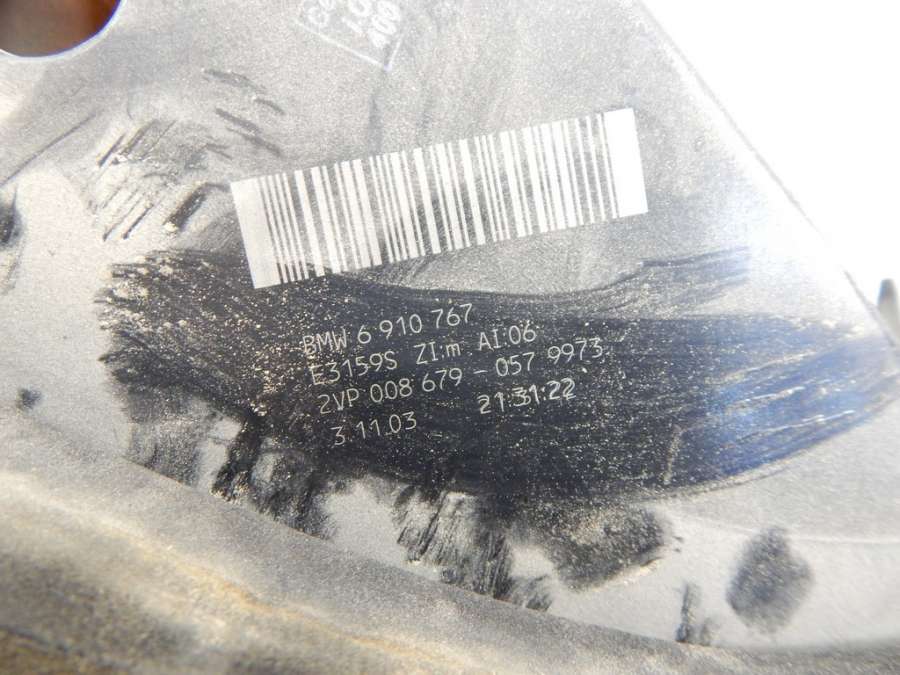 BMW 6 910 767
E3159S ZI:m AI:06
2VP 008 679 - 057 9973
3.11.03 21:31:22